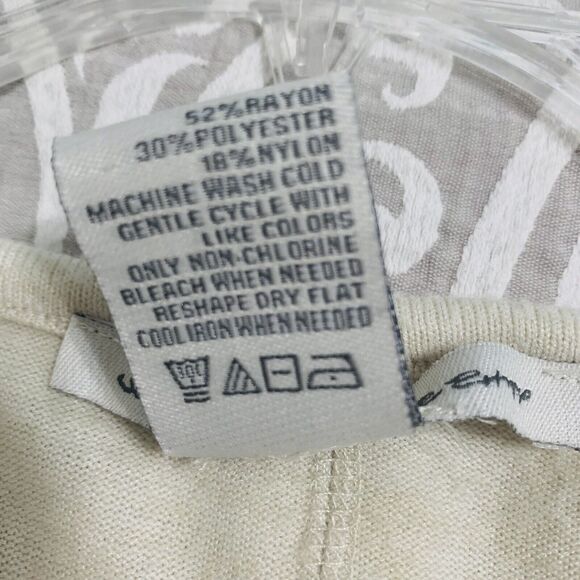 52% RAYON
30% POLYESTER
18% NYLON
MACHINE WASH COLD
GENTLE CYCLE WITH
LIKE COLORS
ONLY NON-CHLORINE
BLEACH WHEN NEEDED
RESHAPE DRY FLAT
COOL IRON WHEN NEEDED
30C